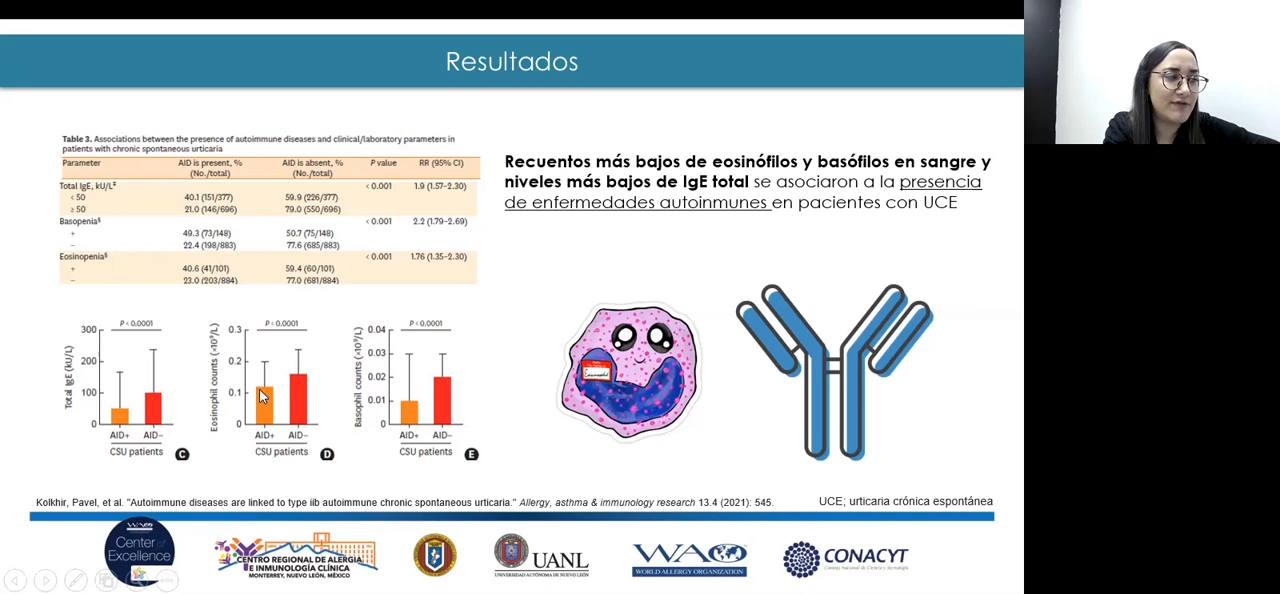 Resultados
Table 3. Associations between the presence of autoimmune diseases and clinical/laboratory parameters in
patients with chronic spontaneous urticaria
Parameter AID is present, % AID is absent, % P value RR (95% CI)
(No./total) (No./total)
Total IgE, kU/L‡ < 0.001 1.9 (1.57–2.30)
< 50 40.1 (151/377) 59.9 (226/377)
≥ 50 21.0 (146/696) 79.0 (550/696)
Basopenia§ < 0.001 2.2 (1.79–2.69)
+ 49.3 (73/148) 50.7 (75/148)
− 22.4 (198/883) 77.6 (685/883)
Eosinopenia§ < 0.001 1.76 (1.35–2.30)
+ 40.6 (41/101) 59.4 (60/101)
− 23.0 (203/884) 77.0 (681/884)
Recuentos más bajos de eosinófilos y basófilos en sangre y
niveles más bajos de IgE total se asociaron a la presencia
de enfermedades autoinmunes en pacientes con UCE
Total IgE (kU/L)
300
200
100
0
P < 0.0001
AID+ AID−
CSU patients
C
Eosinophil counts (×10⁹/L)
0.3
0.2
0.1
0
P < 0.0001
AID+ AID−
CSU patients
D
Basophil counts (×10⁹/L)
0.04
0.03
0.02
0.01
0
P < 0.0001
AID+ AID−
CSU patients
E
Eosinophil
Kolkhir, Pavel, et al. "Autoimmune diseases are linked to type iib autoimmune chronic spontaneous urticaria." Allergy, asthma & immunology research 13.4 (2021): 545.
UCE; urticaria crónica espontánea
WAO
Center of
Excellence
CENTRO REGIONAL DE ALERGIA
E INMUNOLOGÍA CLÍNICA
MONTERREY, NUEVO LEÓN, MÉXICO
UANL
UNIVERSIDAD AUTÓNOMA DE NUEVO LEÓN
WAO
WORLD ALLERGY ORGANIZATION
CONACYT
Consejo Nacional de Ciencia y Tecnología